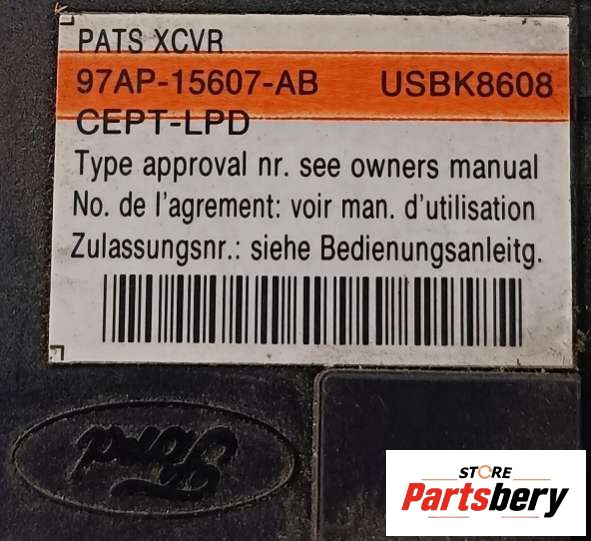 PATS XCVR
97AP-15607-AB USBK8608
CEPT-LPD
Type approval nr. see owners manual
No. de l'agrement: voir man. d'utilisation
Zulassungsnr.: siehe Bedienungsanleitg.
Ford
STORE
Partsbery